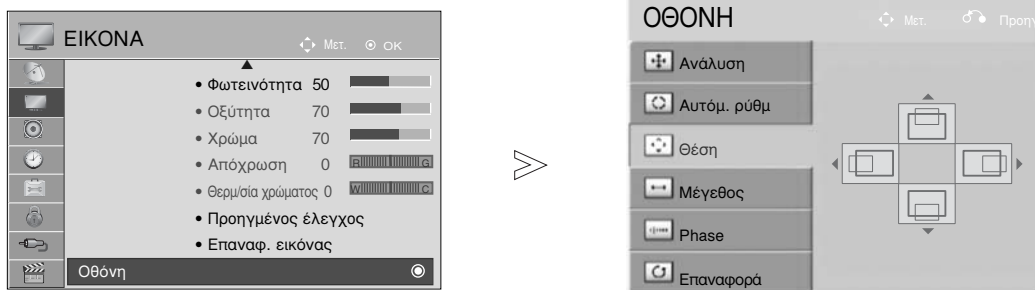 ΕΙΚΟΝΑ
Μετ. OK
• Φωτεινότητα 50
• Οξύτητα 70
• Χρώμα 70
• Απόχρωση 0 R G
• Θερμ/σία χρώματος 0 W C
• Προηγμένος έλεγχος
• Επαναφ. εικόνας
Οθόνη
ΟΘΟΝΗ
Μετ.
Ανάλυση
Αυτόμ. ρύθμ
Θέση
Μέγεθος
Phase
Επαναφορά